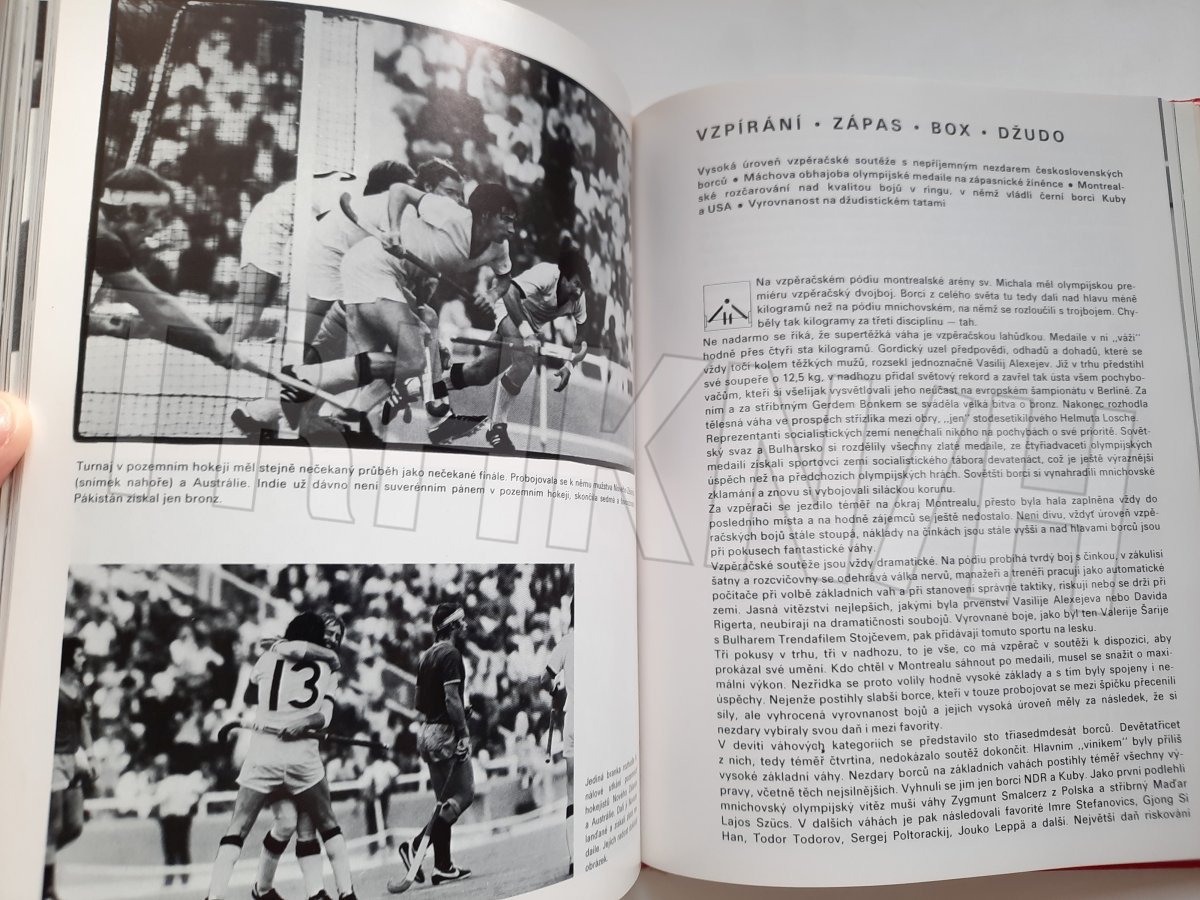 Turnaj v pozemním hokeji měl stejně nečekaný průběh jako nečekané finále. Probojovala se k němu mužstva Nového
(snímek nahoře) a Austrálie. Indie už dávno není suverénním pánem v pozemním hokeji, skončila sedmá a
Pákistán získal jen bronz.
Jediná branka rozhodla
nálové utkání
hokejistů Nového
a Austrálie. Dali ji
lanďané a získali
daile. Jejich radost
obrázek.
VZPÍRÁNÍ • ZÁPAS • BOX • DŽUDO
Vysoká úroveň vzpěračské soutěže s nepříjemným nezdarem československých
borců • Máchova obhajoba olympijské medaile na zápasnické žíněnce • Montreal-
ské rozčarování nad kvalitou bojů v ringu, v němž vládli černí borci Kuby
a USA • Vyrovnanost na džudistickém tatami
Na vzpěračském pódiu montrealské arény sv. Michala měl olympijskou pre-
miéru vzpěračský dvojboj. Borci z celého světa tu tedy dali nad hlavu méně
kilogramů než na pódiu mnichovském, na němž se rozloučili s trojbojem. Chy-
běly tak kilogramy za třetí disciplinu — tah.
Ne nadarmo se říká, že supertěžká váha je vzpěračskou lahůdkou. Medaile v ní „váží"
hodně přes čtyři sta kilogramů. Gordický uzel předpovědí, odhadů a dohadů, které se
vždy točí kolem těžkých mužů, rozsekl jednoznačně Vasilij Alexejev. Již v trhu předstihl
své soupeře o 12,5 kg, v nadhozu přidal světový rekord a zavřel tak ústa všem pochybo-
vačům, kteří si všelijak vysvětlovali jeho neúčast na evropském šampionátu v Berlíně. Za
ním a za stříbrným Gerdem Bonkem se sváděla velká bitva o bronz. Nakonec rozhodla
tělesná váha ve prospěch střízlíka mezi obry, „jen" stodesetikilového Helmuta Losche.
Reprezentanti socialistických zemí nenechali nikoho na pochybách o své prioritě. Sovět-
ský svaz a Bulharsko si rozdělily všechny zlaté medaile, ze čtyřiadvaceti olympijských
medailí získali sportovci zemí socialistického tábora devatenáct, což je ještě výraznější
úspěch než na předchozích olympijských hrách. Sovětští borci si vynahradili mnichovské
zklamání a znovu si vybojovali siláckou korunu.
Za vzpěrači se jezdilo téměř na okraj Montrealu, přesto byla hala zaplněna vždy do
posledního místa a na hodně zájemců se ještě nedostalo. Není divu, vždyť úroveň vzpě-
račských bojů stále stoupá, náklady na činkách jsou stále vyšší a nad hlavami borců jsou
při pokusech fantastické váhy.
Vzpěračské soutěže jsou vždy dramatické. Na pódiu probíhá tvrdý boj s činkou, v zákulisí
šatny a rozcvičovny se odehrává válka nervů, manažeři a trenéři pracují jako automatické
počítače při volbě základních vah a při stanovení správné taktiky, riskují nebo se drží při
zemi. Jasná vítězství nejlepších, jakými byla prvenství Vasilije Alexejeva nebo Davida
Rigerta, neubírají na dramatičnosti soubojů. Vyrovnané boje, jako byl ten Valerije Šarije
s Bulharem Trendafilem Stojčevem, pak přidávají tomuto sportu na lesku.
Tři pokusy v trhu, tři v nadhozu, to je vše, co má vzpěrač v soutěži k dispozici, aby
prokázal své umění. Kdo chtěl v Montrealu sáhnout po medaili, musel se snažit o maxi-
mální výkon. Nezřídka se proto volily hodně vysoké základy a s tím byly spojeny i ne-
úspěchy. Nejenže postihly slabší borce, kteří v touze probojovat se mezi špičku přecenili
síly, ale vyhrocená vyrovnanost bojů a jejich vysoká úroveň měly za následek, že si
nezdary vybíraly svou daň i mezi favority.
V devíti váhových kategoriích se představilo sto třiasedmdesát borců. Devětatřicet
z nich, tedy téměř čtvrtina, nedokázalo soutěž dokončit. Hlavním „viníkem" byly příliš
vysoké základní váhy. Nezdary borců na základních vahách postihly téměř všechny vý-
pravy, včetně těch nejsilnějších. Vyhnuli se jim jen borci NDR a Kuby. Jako první podlehli
mnichovský olympijský vítěz muší váhy Zygmunt Smalcerz z Polska a stříbrný Maďar
Lajos Szücs. V dalších váhách je pak následovali favorité Imre Stefanovics, Gjong Si
Han, Todor Todorov, Sergej Poltorackij, Jouko Leppä a další. Největší daň riskování
13